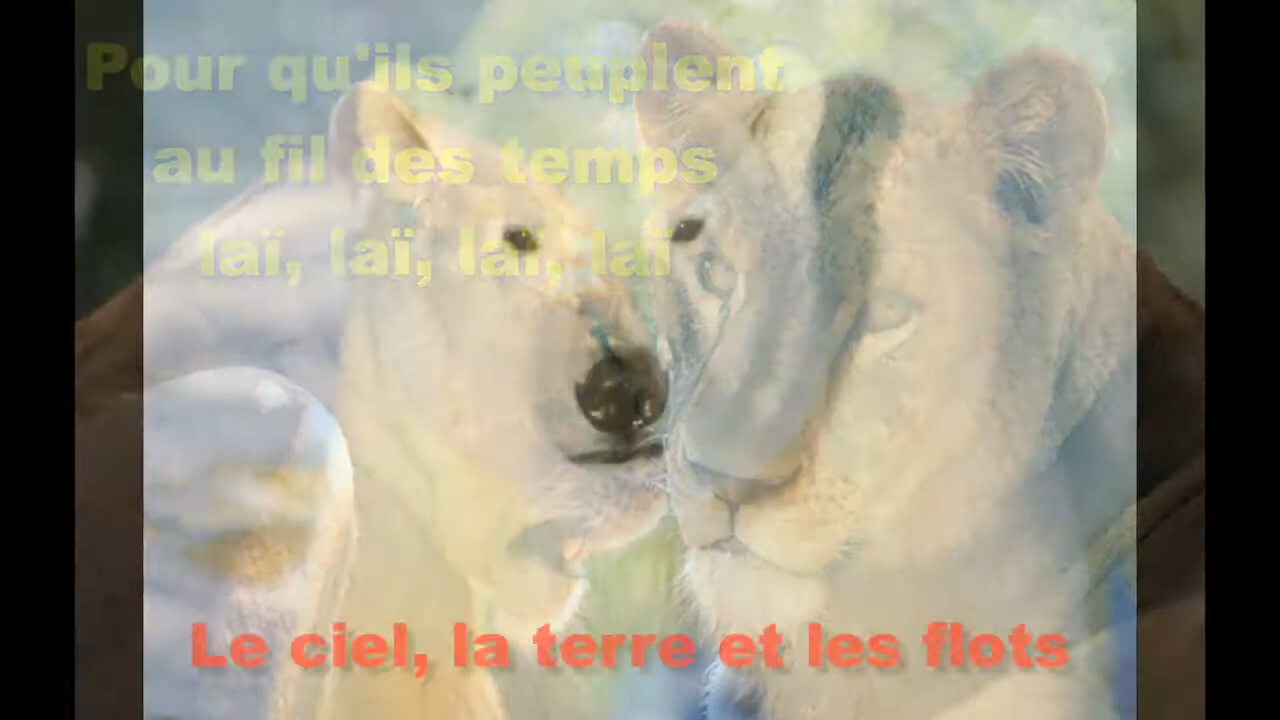 Pour qu'ils peuplent
au fil des temps
laï, laï, laï, laï
Le ciel, la terre et les flots